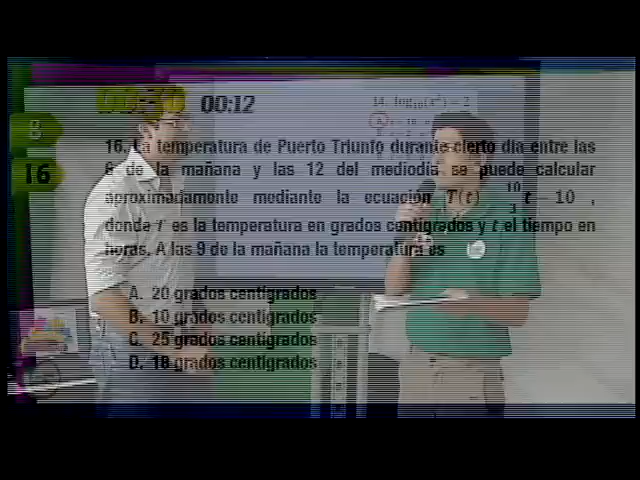 00:12
14. log₁₀(x²) = 2
8
16
16. La temperatura de Puerto Triunfo durante cierto día entre las
6 de la mañana y las 12 del mediodía se puede calcular
aproximadamente mediante la ecuación T(t) 10/3 t – 10 ,
donde T es la temperatura en grados centígrados y t el tiempo en
horas. A las 9 de la mañana la temperatura es
A. 20 grados centígrados
B. 10 grados centígrados
C. 25 grados centígrados
D. 18 grados centígrados